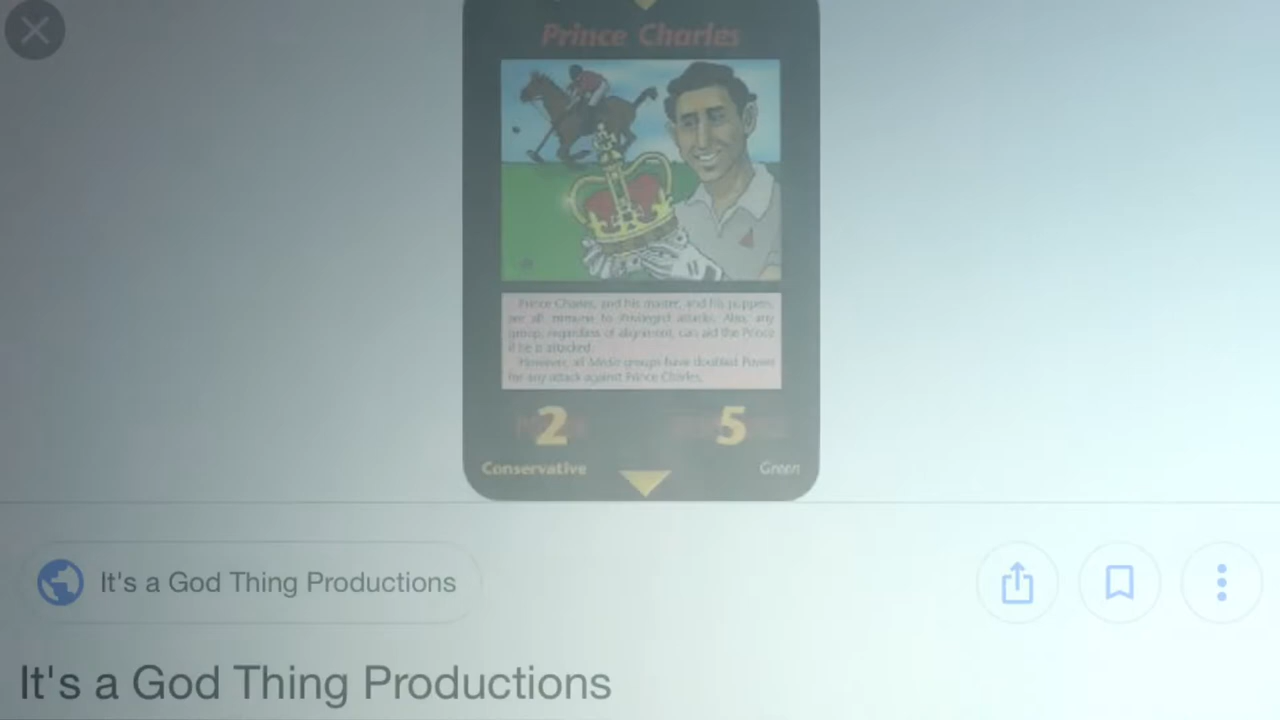 Prince Charles
Prince Charles, and his master, and his puppets,
are all immune to Privileged attacks. Also, any
group, regardless of alignment, can aid the Prince
if he is attacked.
However, all Media groups have doubled Power
for any attack against Prince Charles.
2 5
Conservative Green
It's a God Thing Productions
It's a God Thing Productions